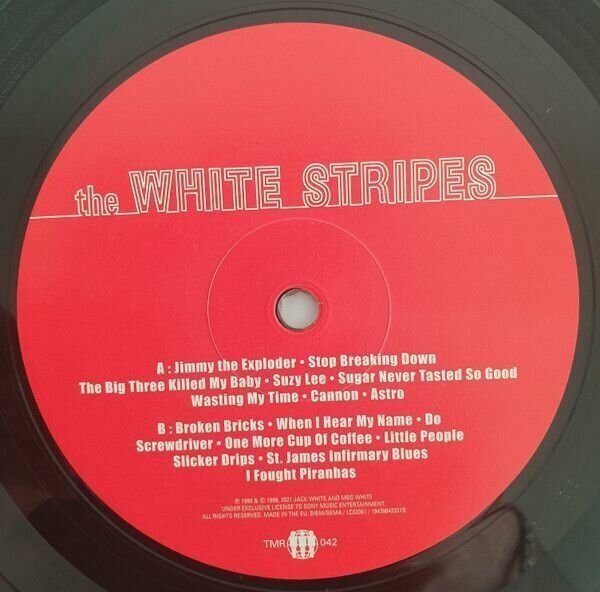 the WHITE STRIPES
A : Jimmy the Exploder • Stop Breaking Down
The Big Three Killed My Baby • Suzy Lee • Sugar Never Tasted So Good
Wasting My Time • Cannon • Astro
B : Broken Bricks • When I Hear My Name • Do
Screwdriver • One More Cup Of Coffee • Little People
Slicker Drips • St. James Infirmary Blues
I Fought Piranhas
© 1999, 2021 JACK WHITE AND MEG WHITE
UNDER EXCLUSIVE LICENSE TO SONY MUSIC ENTERTAINMENT.
ALL RIGHTS RESERVED. MADE IN THE EU. BIEM/GEMA / LC02361 /
TMR 042